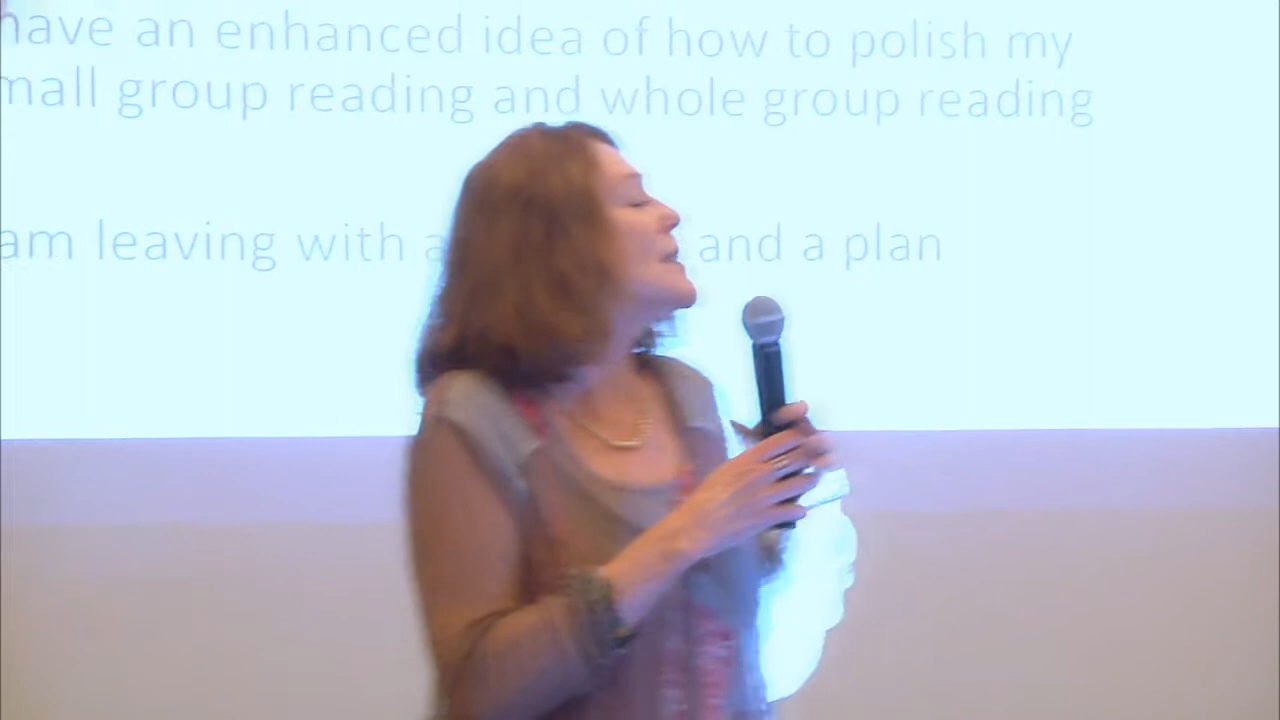 have an enhanced idea of how to polish my
mall group reading and whole group reading
am leaving with a and a plan